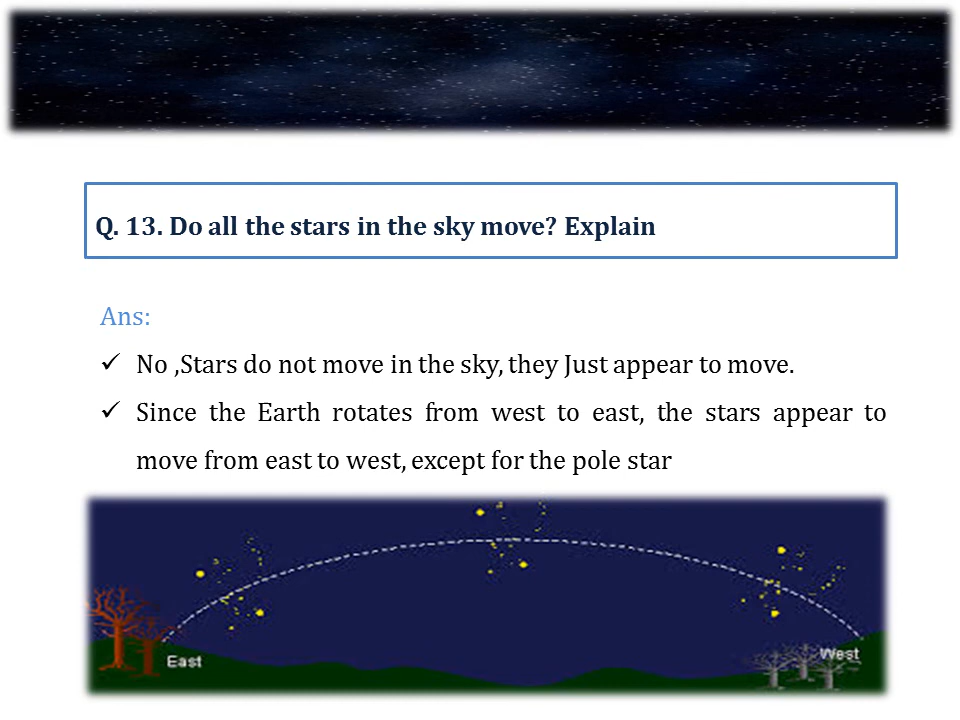 Q. 13. Do all the stars in the sky move? Explain
Ans:
✓ No ,Stars do not move in the sky, they Just appear to move.
✓ Since the Earth rotates from west to east, the stars appear to
move from east to west, except for the pole star
East
West